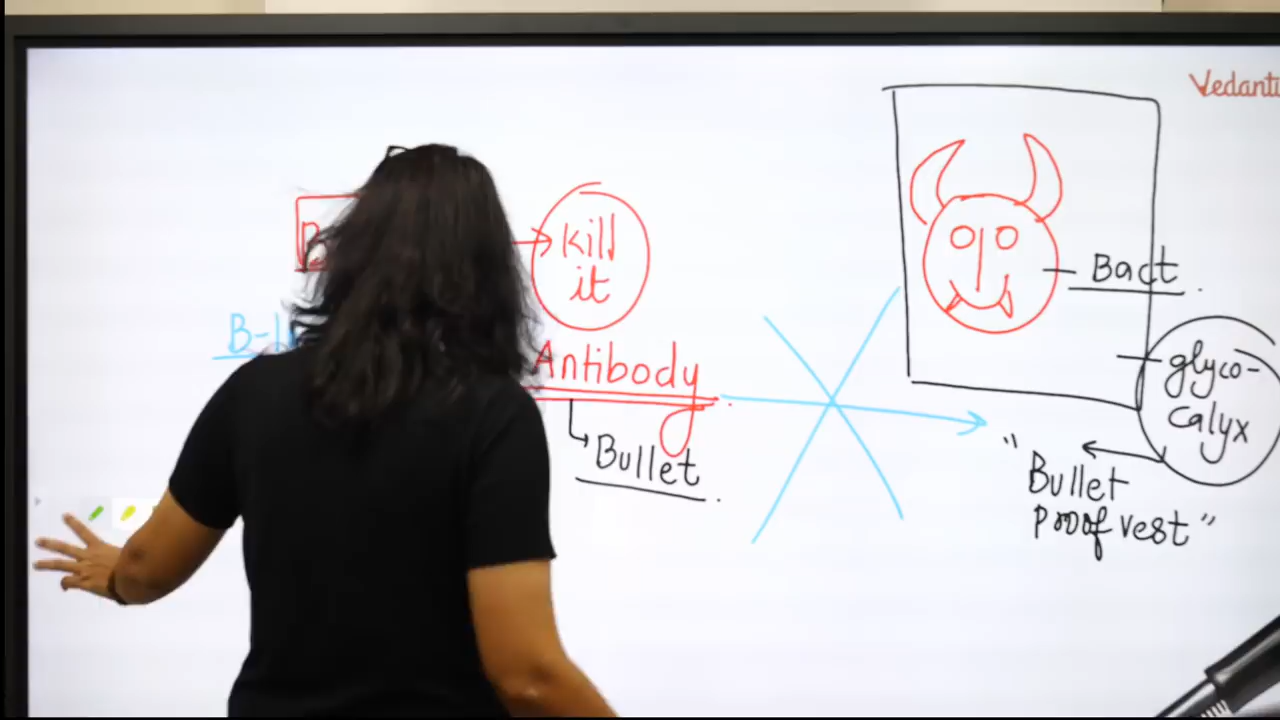 Vedantu
Kill
it
Bact.
B-l
Antibody.
glyco-
calyx
Bullet.
"Bullet
Proof vest"